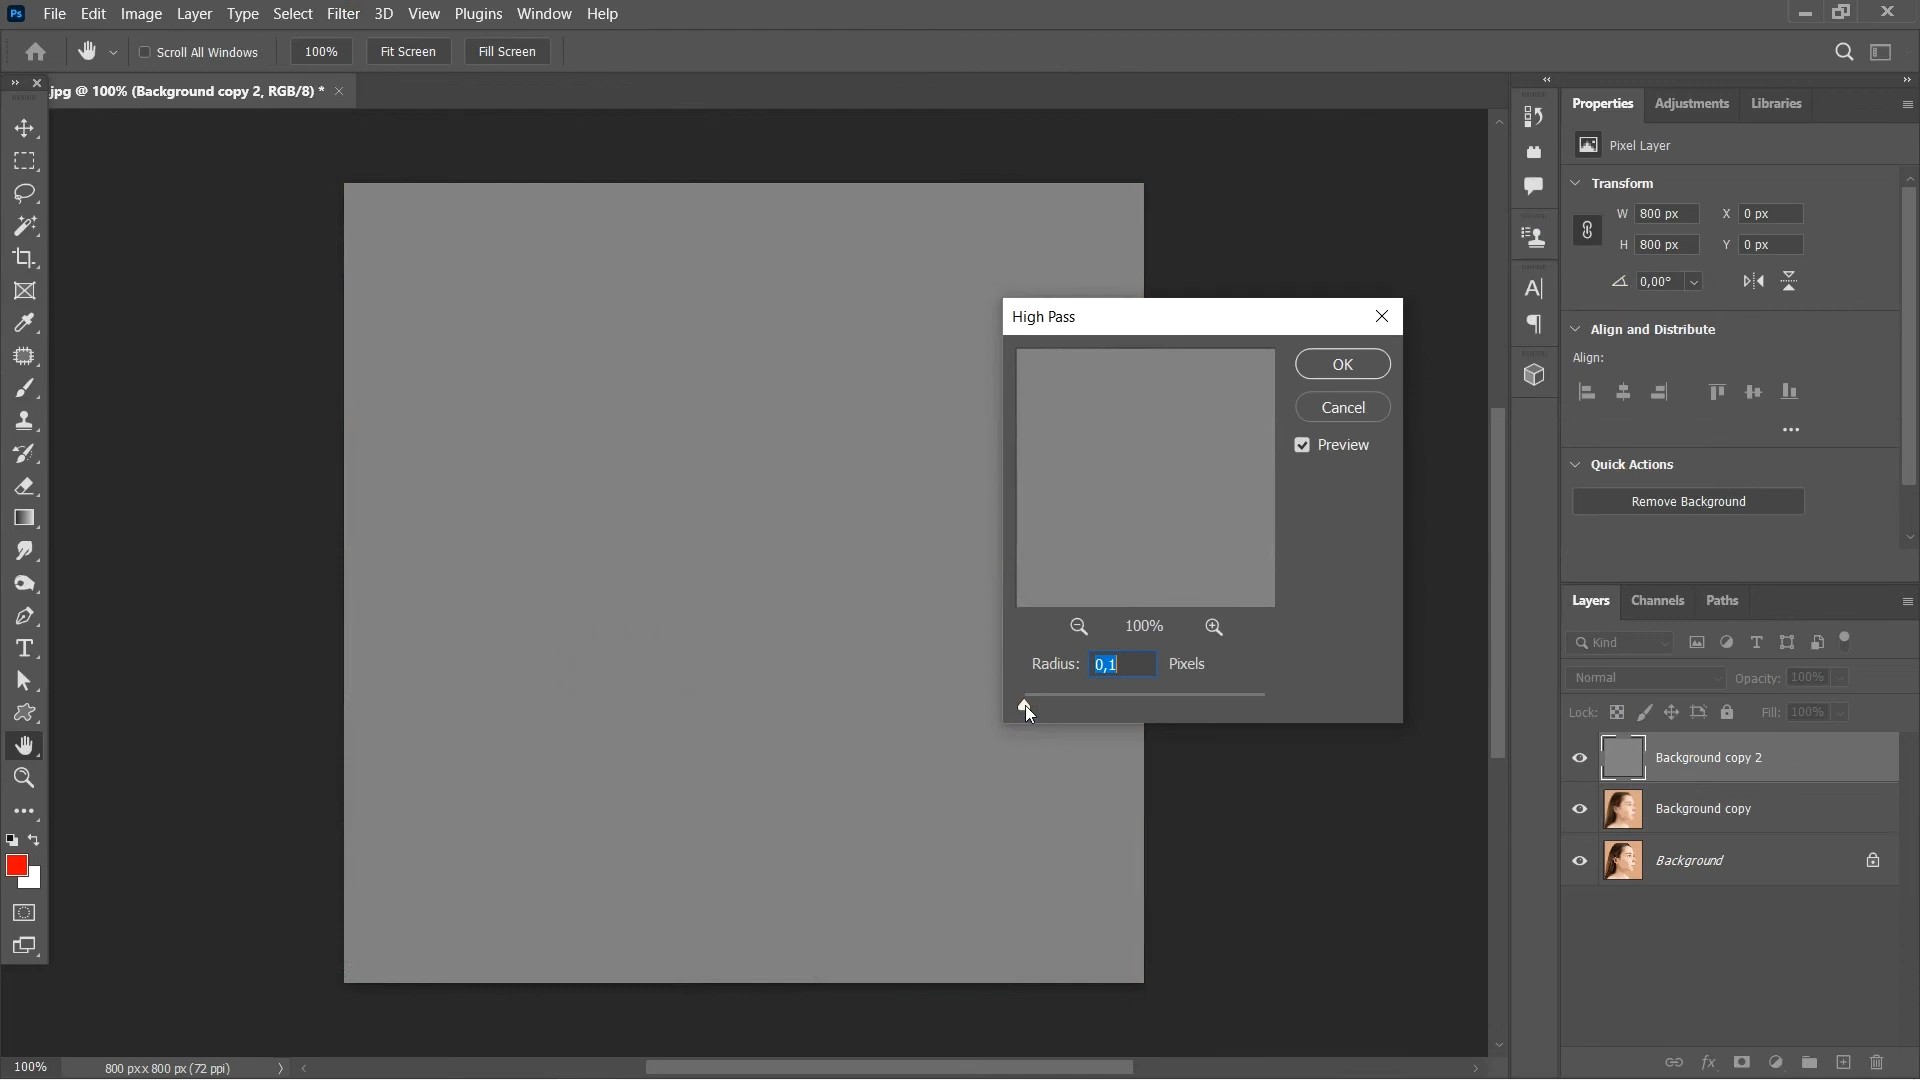 Ps File Edit Image Layer Type Select Filter 3D View Plugins Window Help
Scroll All Windows 100% Fit Screen Fill Screen
.jpg @ 100% (Background copy 2, RGB/8) *
Properties Adjustments Libraries
Pixel Layer
Transform
W 800 px X 0 px
H 800 px Y 0 px
0,00°
Align and Distribute
Align:
Quick Actions
Remove Background
High Pass
OK
Cancel
Preview
100%
Radius: 0,1 Pixels
Layers Channels Paths
Kind
Normal Opacity: 100%
Lock: Fill: 100%
Background copy 2
Background copy
Background
fx
100% 800 px x 800 px (72 ppi)